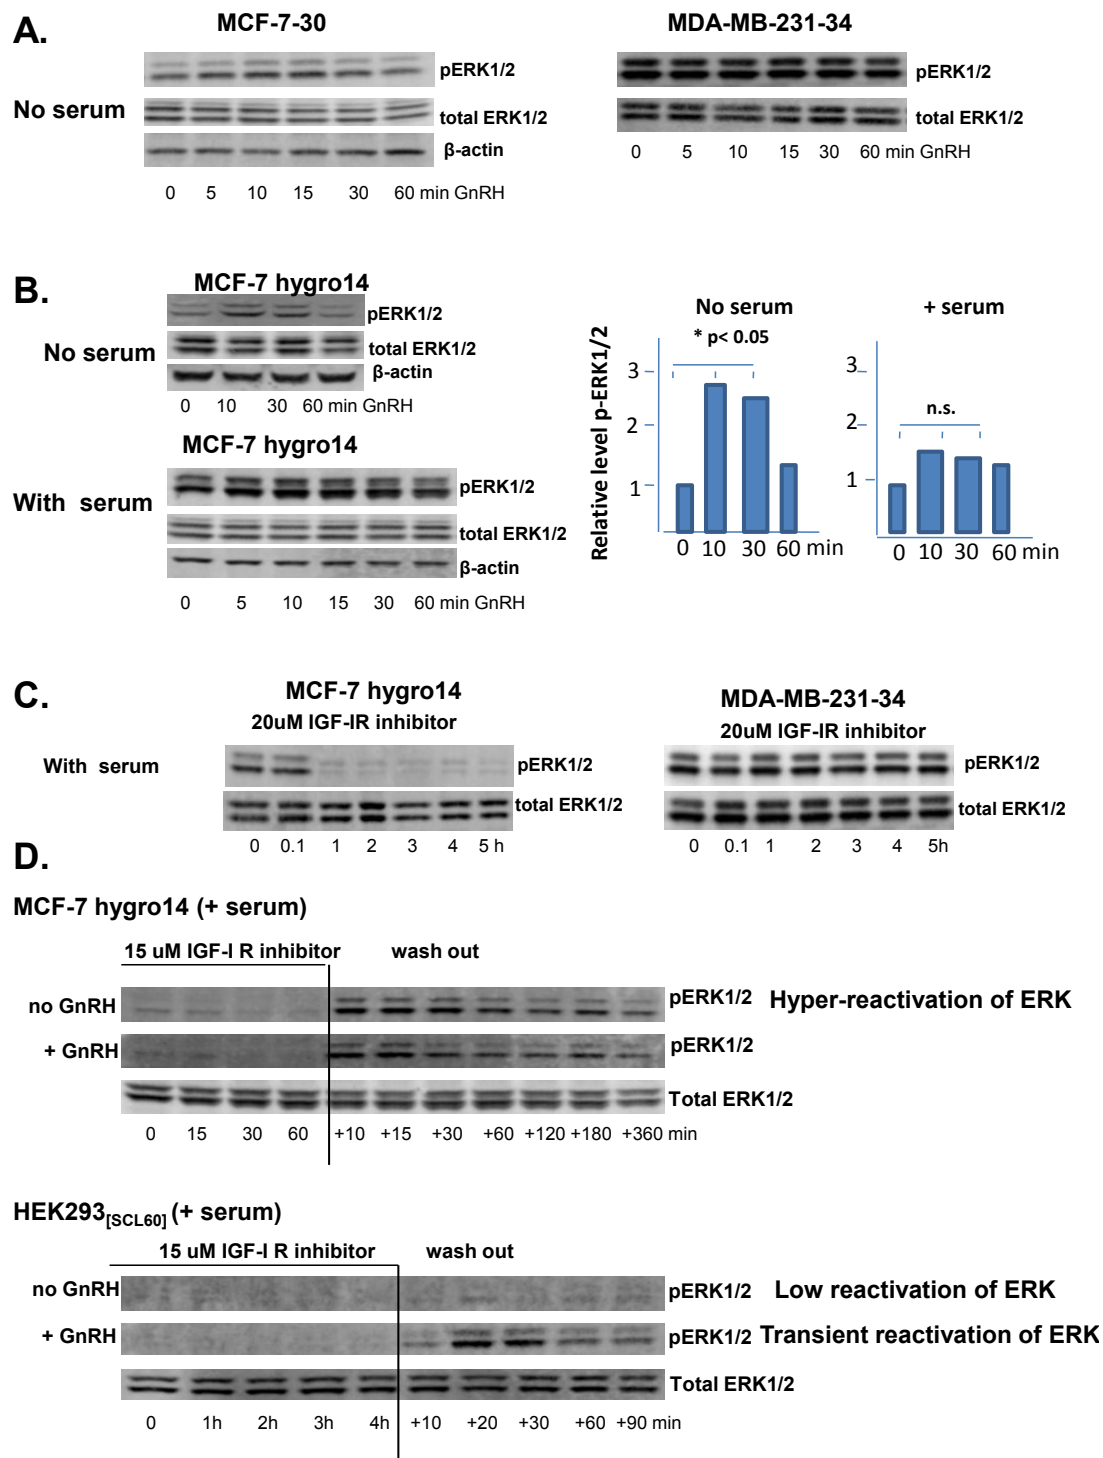 A.
MCF-7-30
MDA-MB-231-34
pERK1/2
pERK1/2
No serum
total ERK1/2
total ERK1/2
β-actin
0 5 10 15 30 60 min GnRH
0 5 10 15 30 60 min GnRH
B.
MCF-7 hygro14
No serum
pERK1/2
total ERK1/2
β-actin
0 10 30 60 min GnRH
MCF-7 hygro14
With serum
pERK1/2
total ERK1/2
β-actin
0 5 10 15 30 60 min GnRH
Relative level p-ERK1/2
No serum
* p< 0.05
3
2
1
0 10 30 60 min
+ serum
3
n.s.
2
1
0 10 30 60 min
C.
MCF-7 hygro14
20uM IGF-IR inhibitor
MDA-MB-231-34
20uM IGF-IR inhibitor
With serum
pERK1/2
pERK1/2
total ERK1/2
total ERK1/2
0 0.1 1 2 3 4 5 h
0 0.1 1 2 3 4 5h
D.
MCF-7 hygro14 (+ serum)
15 uM IGF-I R inhibitor
wash out
no GnRH
pERK1/2
Hyper-reactivation of ERK
+ GnRH
pERK1/2
Total ERK1/2
0 15 30 60 +10 +15 +30 +60 +120 +180 +360 min
HEK293[SCL60] (+ serum)
15 uM IGF-I R inhibitor
wash out
no GnRH
pERK1/2
Low reactivation of ERK
+ GnRH
pERK1/2
Transient reactivation of ERK
Total ERK1/2
0 1h 2h 3h 4h +10 +20 +30 +60 +90 min